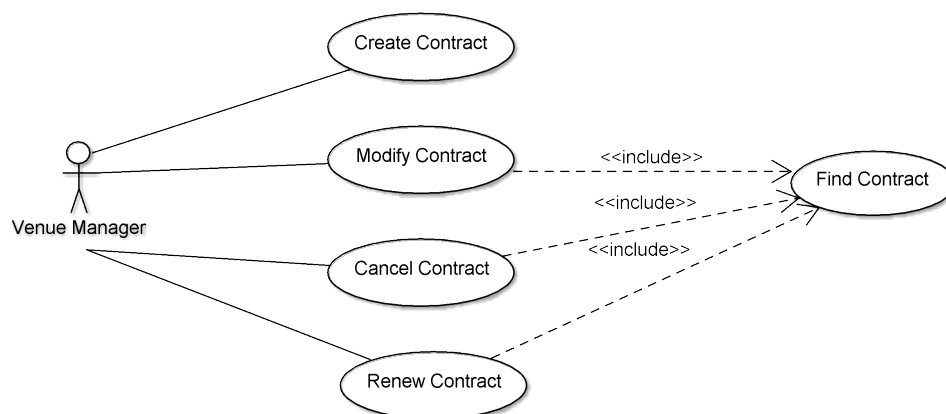 Create Contract
Modify Contract
<<include>>
Find Contract
<<include>>
Venue Manager
<<include>>
Cancel Contract
Renew Contract